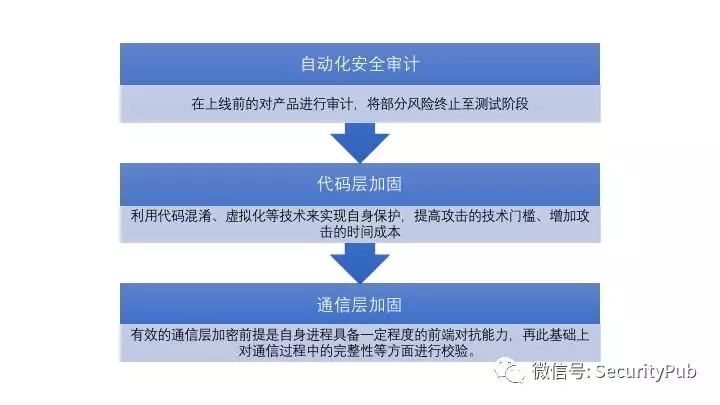 自动化安全审计
在上线前的对产品进行审计，将部分风险终止至测试阶段
代码层加固
利用代码混淆、虚拟化等技术来实现自身保护，提高攻击的技术门槛、增加攻
击的时间成本
通信层加固
有效的通信层加密前提是自身进程具备一定程度的前端对抗能力，再此基础上
对通信过程中的完整性等方面进行校验。
微信号: SecurityPub